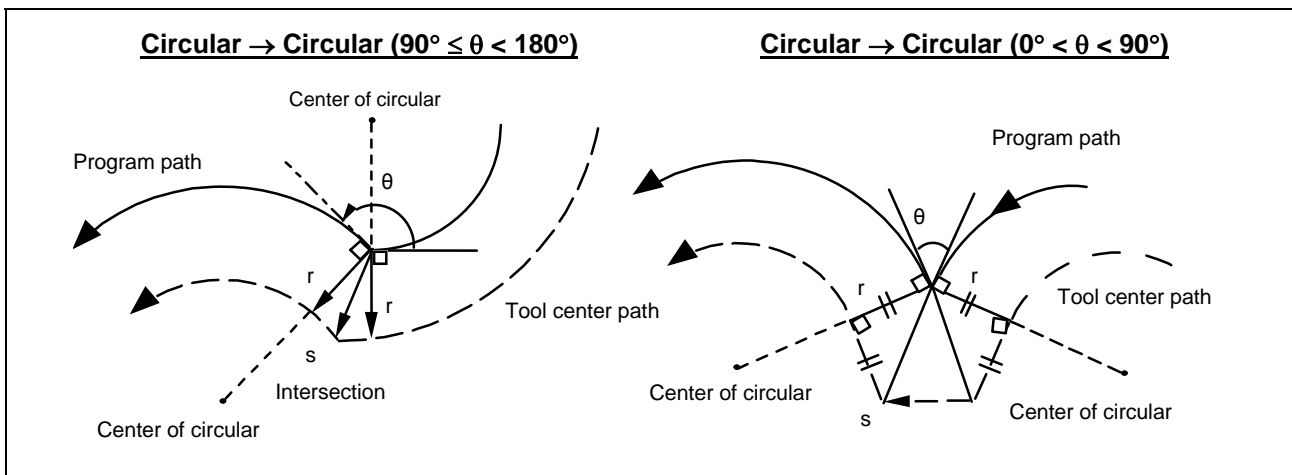 Circular → Circular (90° ≤ θ < 180°)
Center of circular
Program path
θ
r
r
s
Intersection
Tool center path
Center of circular
Circular → Circular (0° < θ < 90°)
Program path
θ
r
r
Tool center path
Center of circular
s
Center of circular